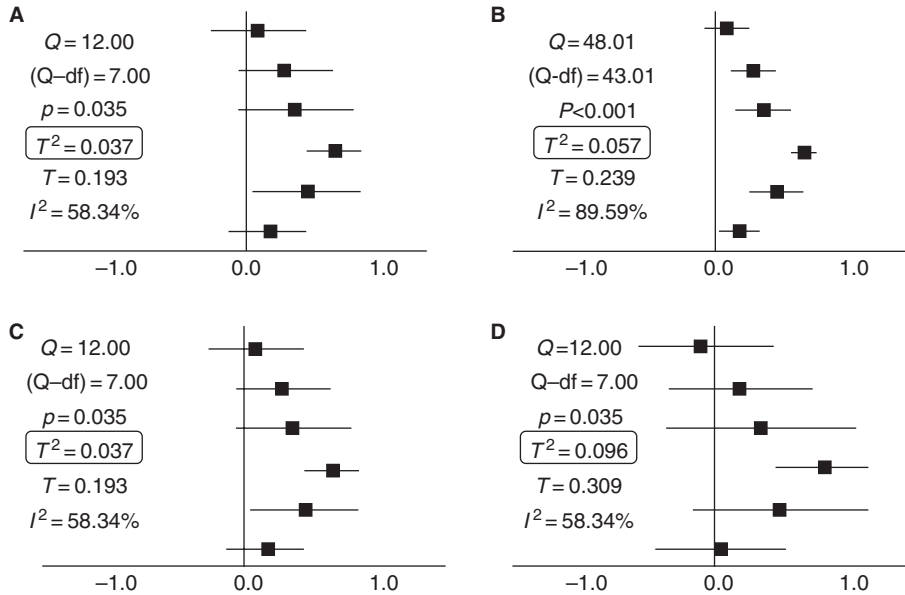 A
Q = 12.00
(Q–df) = 7.00
p = 0.035
T² = 0.037
T = 0.193
I² = 58.34%
–1.0 0.0 1.0
B
Q = 48.01
(Q-df) = 43.01
P<0.001
T² = 0.057
T = 0.239
I² = 89.59%
–1.0 0.0 1.0
C
Q = 12.00
(Q–df) = 7.00
p = 0.035
T² = 0.037
T = 0.193
I² = 58.34%
–1.0 0.0 1.0
D
Q =12.00
Q–df = 7.00
p = 0.035
T² = 0.096
T = 0.309
I² = 58.34%
–1.0 0.0 1.0